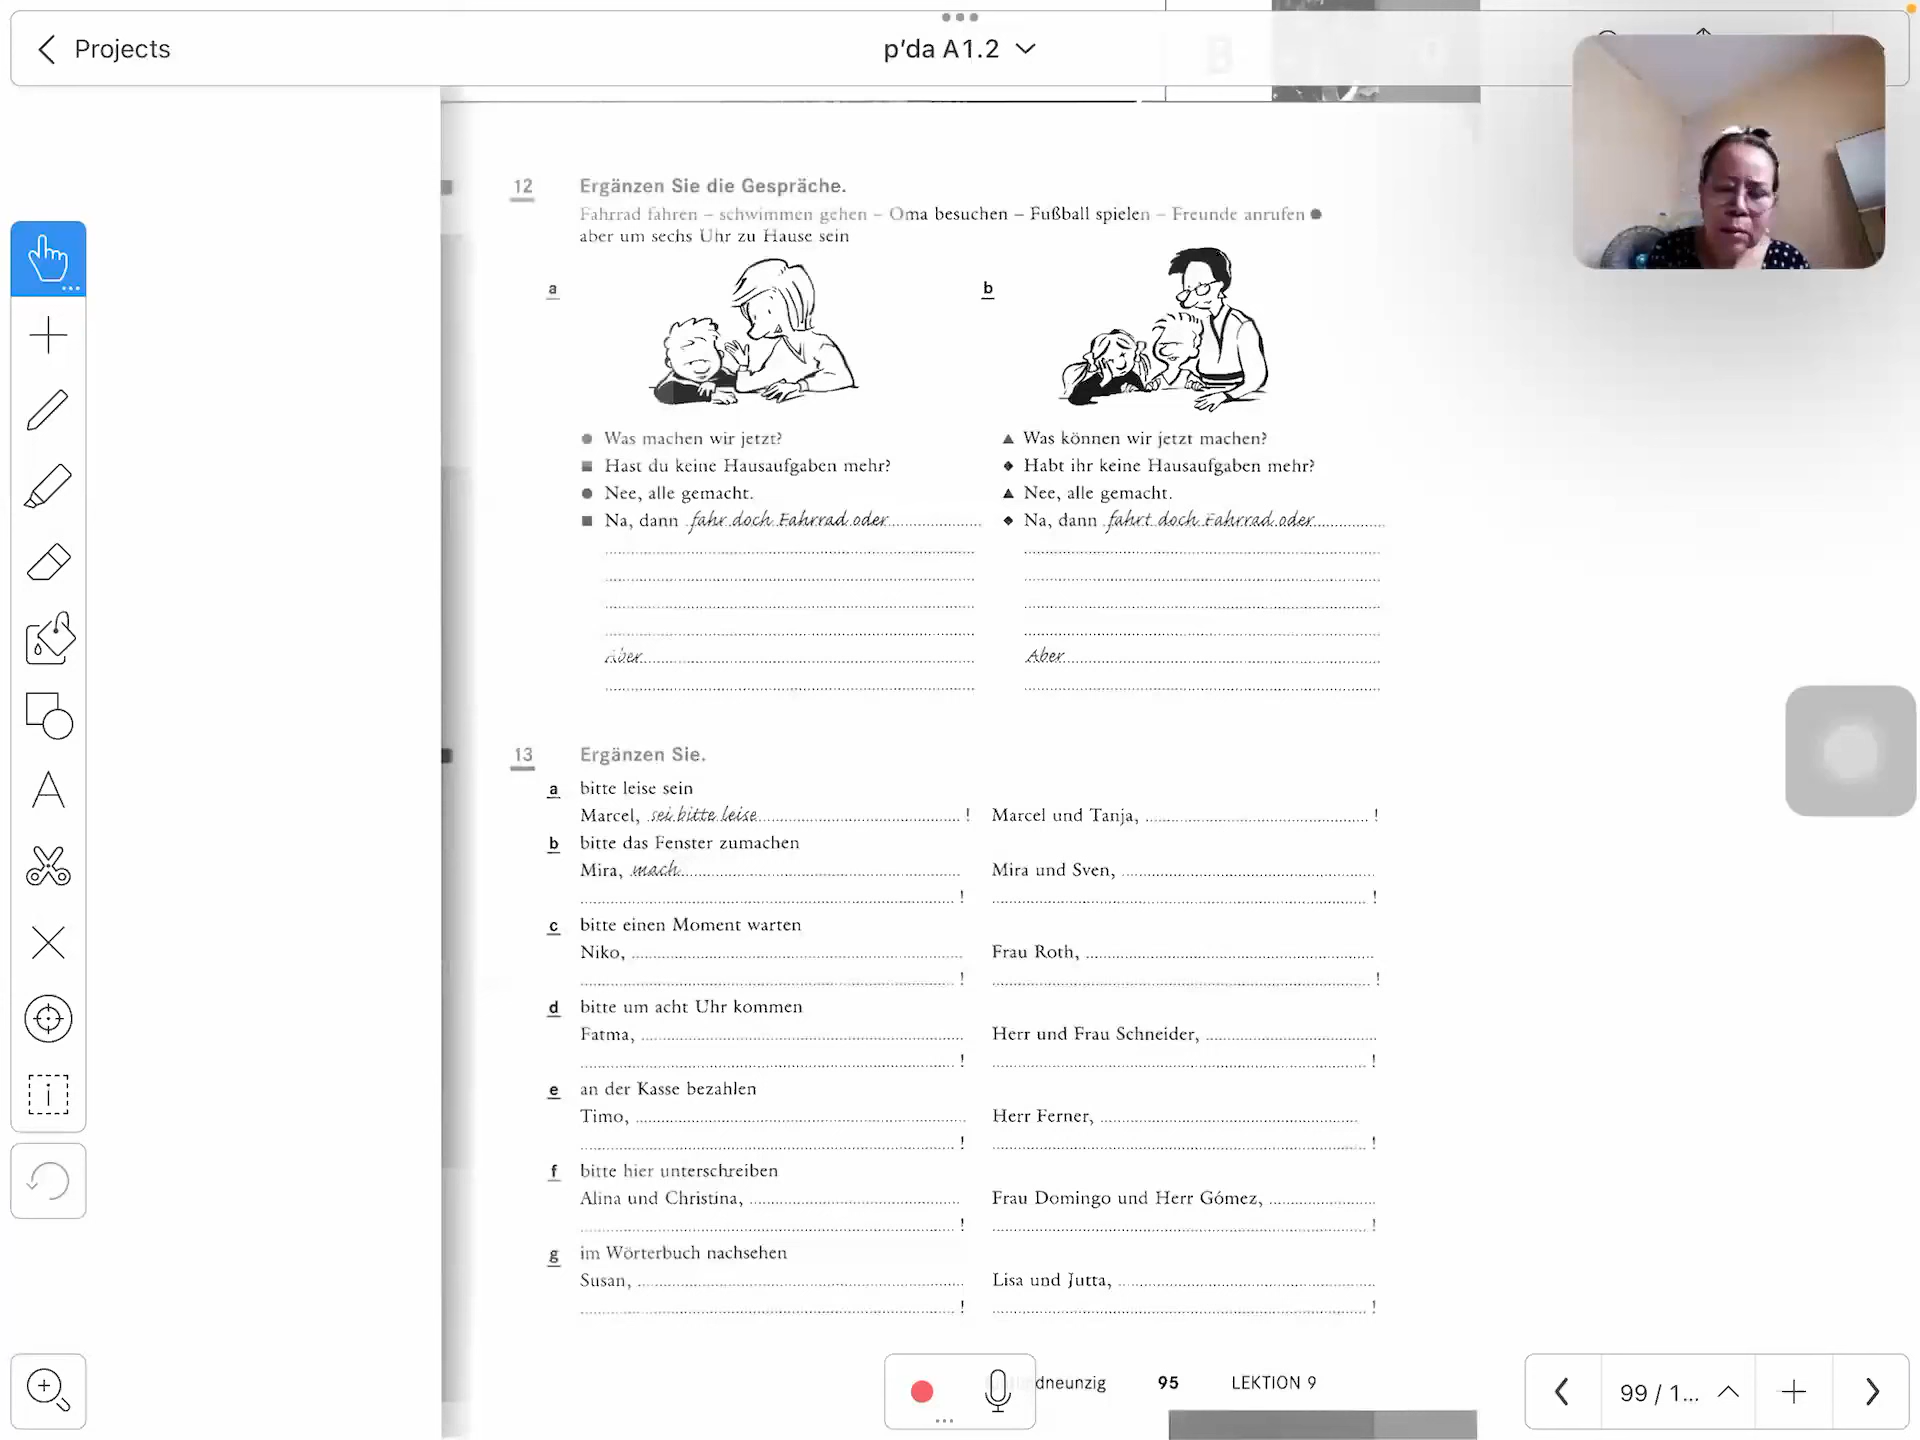 Projects
p'da A1.2
12 Ergänzen Sie die Gespräche.
Fahrrad fahren – schwimmen gehen – Oma besuchen – Fußball spielen – Freunde anrufen ●
aber um sechs Uhr zu Hause sein
a
● Was machen wir jetzt?
■ Hast du keine Hausaufgaben mehr?
● Nee, alle gemacht.
■ Na, dann fahr doch Fahrrad oder
Aber
b
▲ Was können wir jetzt machen?
◆ Habt ihr keine Hausaufgaben mehr?
▲ Nee, alle gemacht.
◆ Na, dann fahrt doch Fahrrad oder
Aber
13 Ergänzen Sie.
a bitte leise sein
Marcel, sei bitte leise ! Marcel und Tanja, !
b bitte das Fenster zumachen
Mira, mach Mira und Sven,
! !
c bitte einen Moment warten
Niko, Frau Roth,
! !
d bitte um acht Uhr kommen
Fatma, Herr und Frau Schneider,
! !
e an der Kasse bezahlen
Timo, Herr Ferner,
! !
f bitte hier unterschreiben
Alina und Christina, Frau Domingo und Herr Gómez,
! !
g im Wörterbuch nachsehen
Susan, Lisa und Jutta,
! !
dneunzig 95 LEKTION 9
99 / 1...